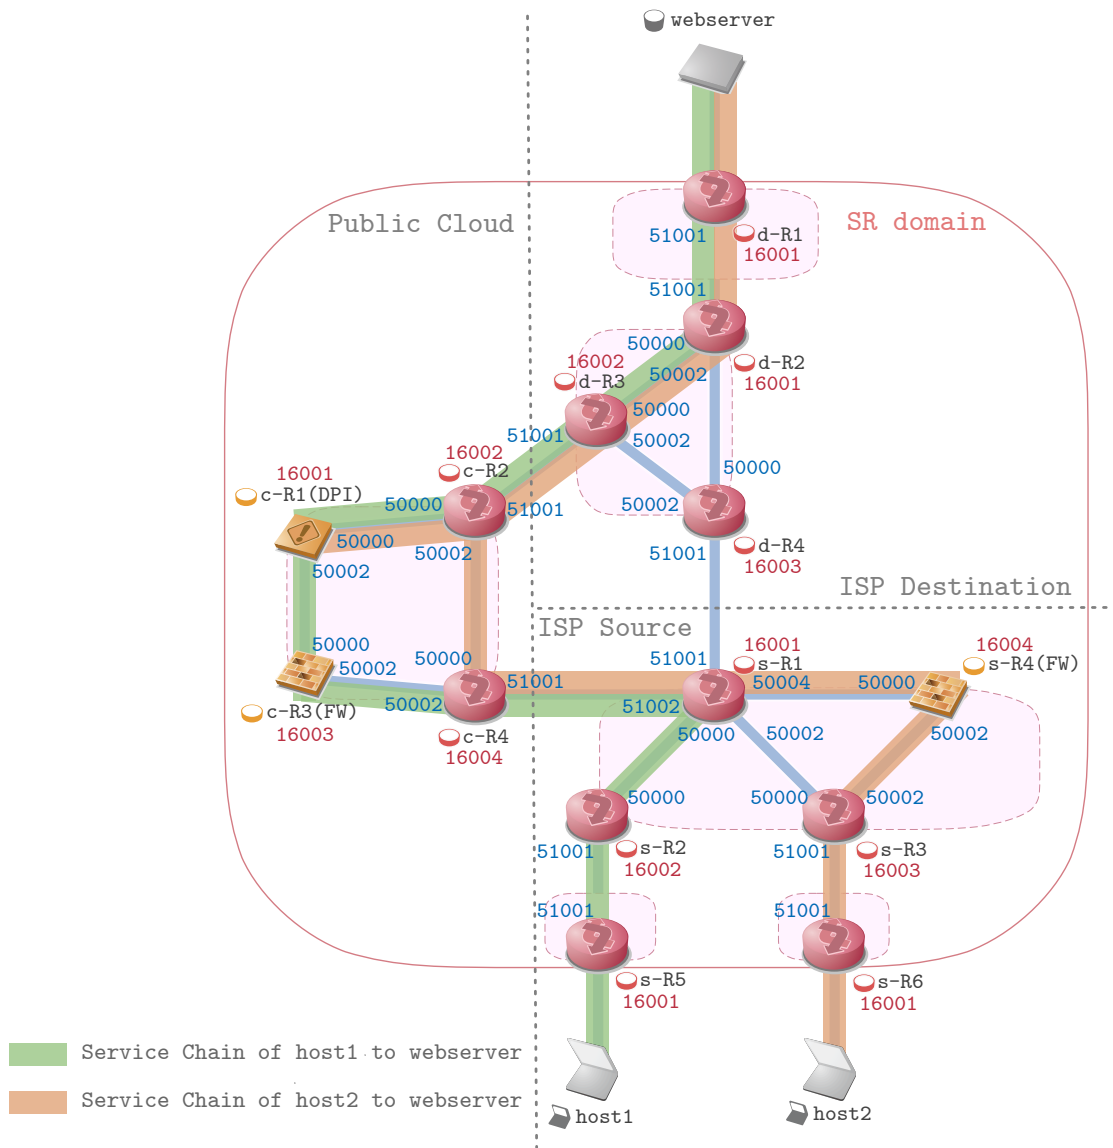 webserver
Public Cloud
SR domain
51001
d-R1
16001
51001
50000
16002
d-R3
50002
d-R2
16001
50000
51001
50002
16002
c-R2
50000
16001
c-R1(DPI)
50000
51001
50002
50000
50002
50002
51001
d-R4
16003
ISP Destination
ISP Source
50000
50002
50000
51001
16001
s-R1
16004
s-R4(FW)
51001
50004
50000
c-R3(FW)
16003
50002
51002
c-R4
16004
50000
50002
50002
50000
50000
50002
51001
s-R2
16002
51001
s-R3
16003
51001
51001
s-R5
16001
s-R6
16001
Service Chain of host1 to webserver
Service Chain of host2 to webserver
host1
host2